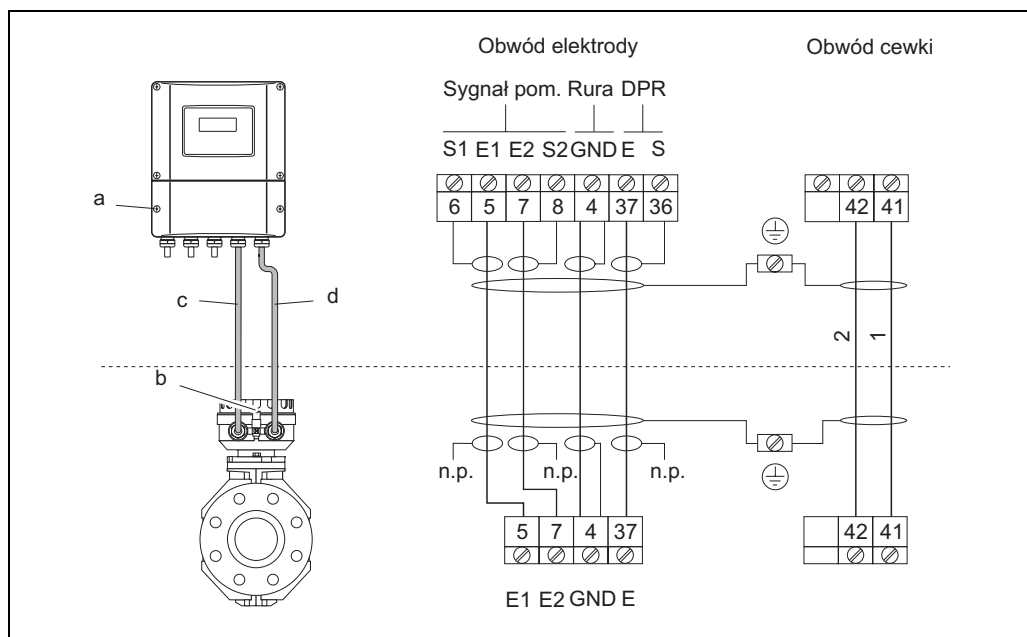 Obwód elektrody
Obwód cewki
Sygnał pom. Rura DPR
S1 E1 E2 S2 GND E S
6 5 7 8 4 37 36
42 41
a
c
d
2 1
b
n.p. n.p. n.p.
5 7 4 37
42 41
E1 E2 GND E